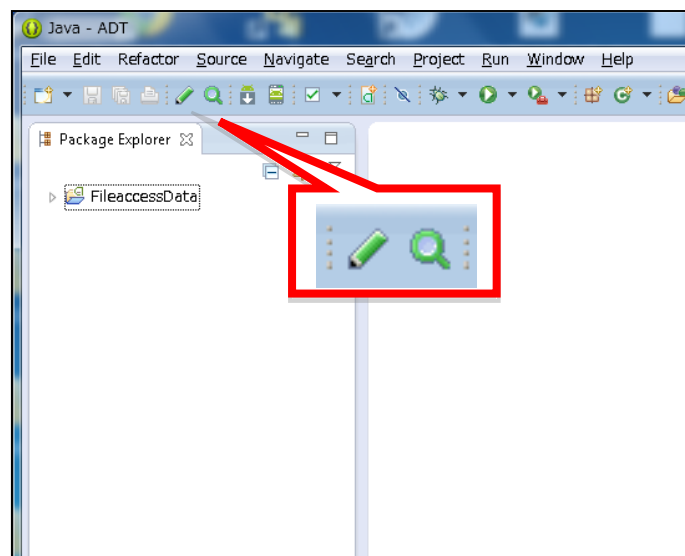 Java - ADT
File Edit Refactor Source Navigate Search Project Run Window Help
Package Explorer
FileaccessData